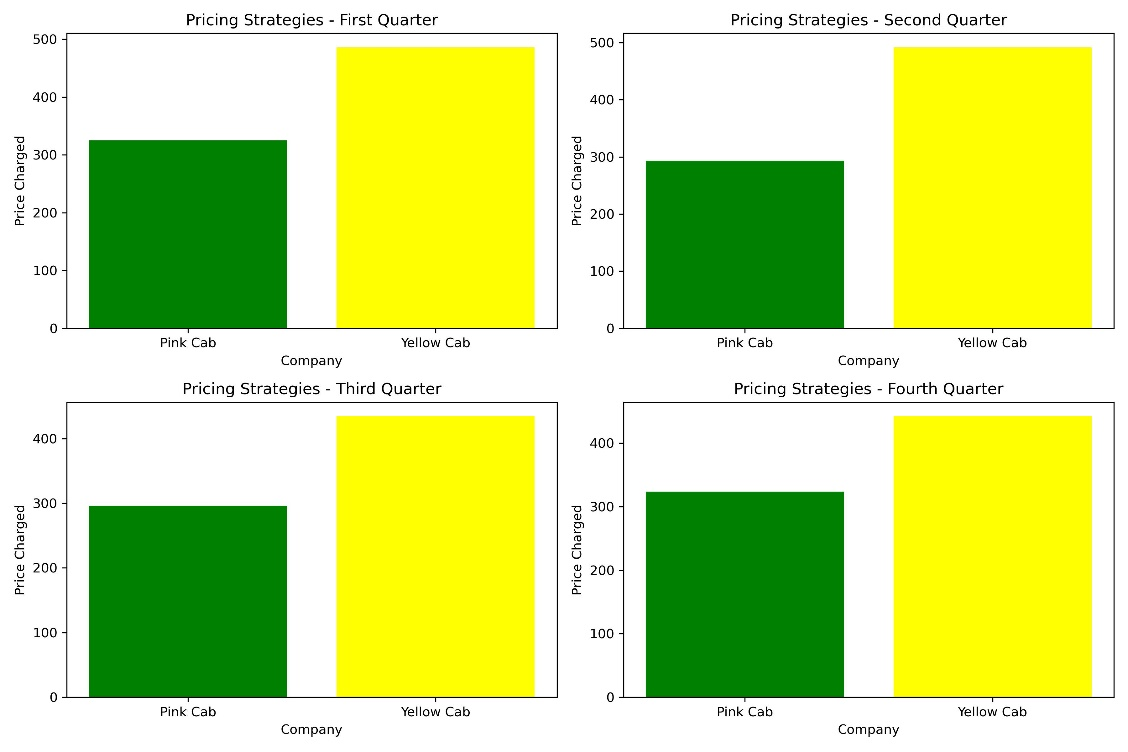 Pricing Strategies - First Quarter
500
400
300
200
100
0
Price Charged
Pink Cab Yellow Cab
Company
Pricing Strategies - Second Quarter
500
400
300
200
100
0
Price Charged
Pink Cab Yellow Cab
Company
Pricing Strategies - Third Quarter
400
300
200
100
0
Price Charged
Pink Cab Yellow Cab
Company
Pricing Strategies - Fourth Quarter
400
300
200
100
0
Price Charged
Pink Cab Yellow Cab
Company